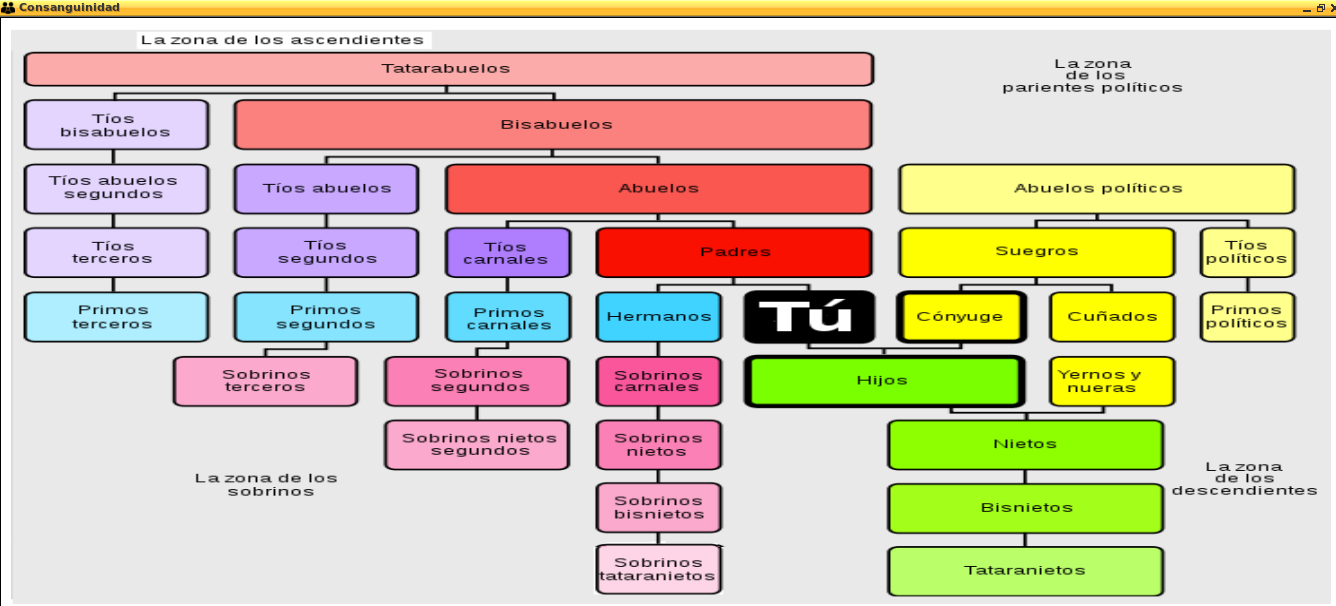 Consanguinidad
La zona de los ascendientes
Tatarabuelos
La zona
de los
parientes políticos
Tíos
bisabuelos
Bisabuelos
Tíos abuelos
segundos
Tíos abuelos
Abuelos
Abuelos políticos
Tíos
terceros
Tíos
segundos
Tíos
carnales
Padres
Suegros
Tíos
políticos
Primos
terceros
Primos
segundos
Primos
carnales
Hermanos
Tú
Cónyuge
Cuñados
Primos
políticos
Sobrinos
terceros
Sobrinos
segundos
Sobrinos
carnales
Hijos
Yernos y
nueras
Sobrinos nietos
segundos
Sobrinos
nietos
Nietos
La zona de los
sobrinos
La zona
de los
descendientes
Sobrinos
bisnietos
Bisnietos
Sobrinos
tataranietos
Tataranietos